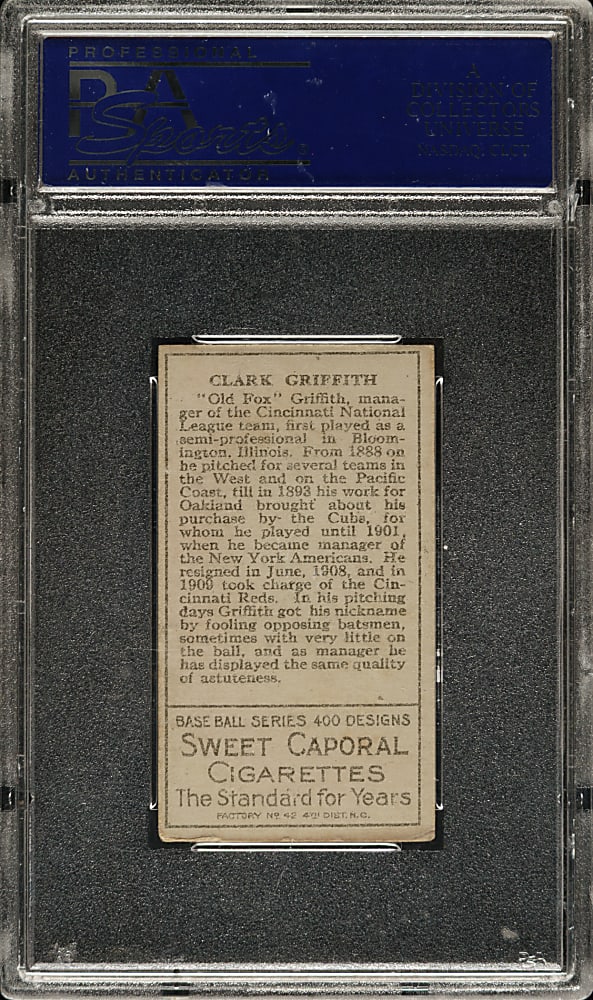 PROFESSIONAL
PSA
Sports
AUTHENTICATOR
A
DIVISION OF
COLLECTORS
UNIVERSE
NASDAQ: CLCT
CLARK GRIFFITH
"Old Fox" Griffith, mana-
ger of the Cincinnati National
League team, first played as a
semi-professional in Bloom-
ington, Illinois. From 1888 on
he pitched for several teams in
the West and on the Pacific
Coast, till in 1893 his work for
Oakland brought about his
purchase by the Cubs, for
whom he played until 1901,
when he became manager of
the New York Americans. He
resigned in June, 1908, and in
1909 took charge of the Cin-
cinnati Reds. In his pitching
days Griffith got his nickname
by fooling opposing batsmen,
sometimes with very little on
the ball, and as manager he
has displayed the same quality
of astuteness.
BASE BALL SERIES 400 DESIGNS
SWEET CAPORAL
CIGARETTES
The Standard for Years
FACTORY No 42 4TH DIST. N.C.
PSA